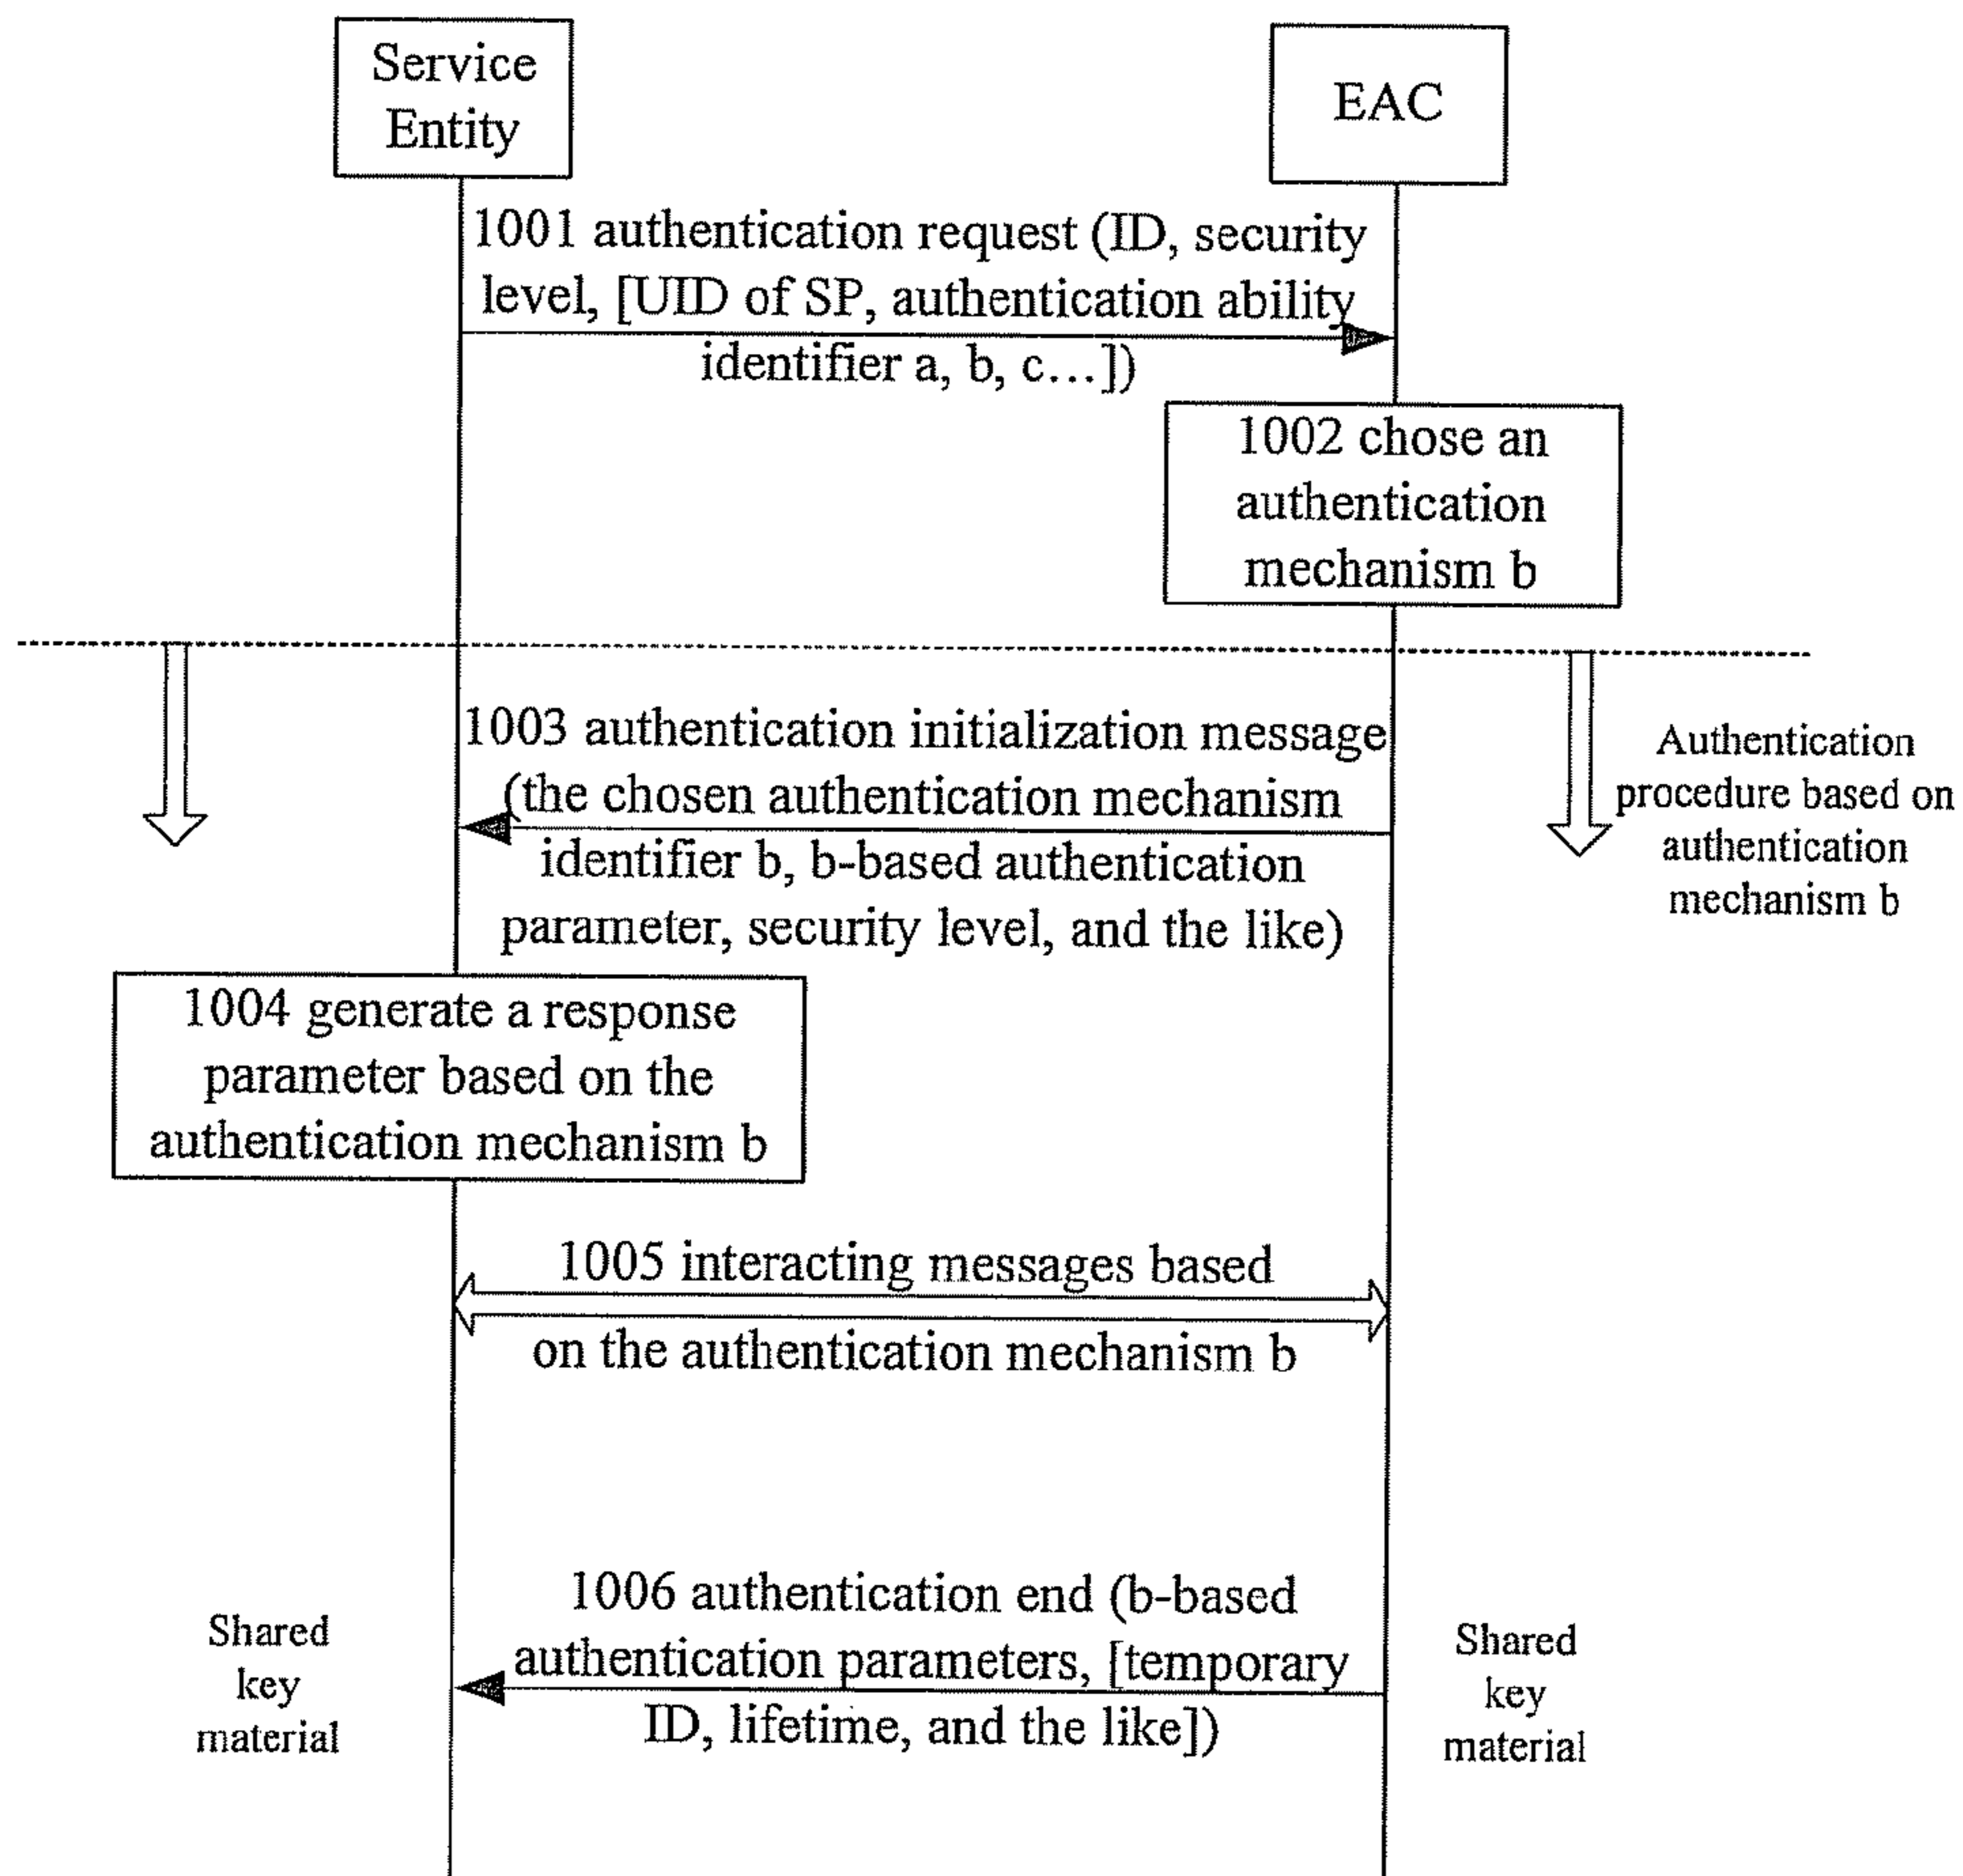 Service
Entity
EAC
1001 authentication request (ID, security
level, [UID of SP, authentication ability
identifier a, b, c...])
1002 chose an
authentication
mechanism b
1003 authentication initialization message
(the chosen authentication mechanism
identifier b, b-based authentication
parameter, security level, and the like)
Authentication
procedure based on
authentication
mechanism b
1004 generate a response
parameter based on the
authentication mechanism b
1005 interacting messages based
on the authentication mechanism b
1006 authentication end (b-based
authentication parameters, [temporary
ID, lifetime, and the like])
Shared
key
material
Shared
key
material